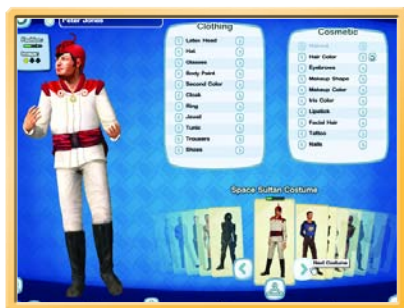 Peter Jones
Clothing
Latex Head
Hat
Glasses
Body Paint
Second Color
Cloak
Ring
Jewel
Tunic
Trousers
Shoes
Cosmetic
Haircut
Hair Color
Eyebrows
Makeup Shape
Makeup Color
Iris Color
Lipstick
Facial Hair
Tattoo
Nails
Space Sultan Costume
Next Costume